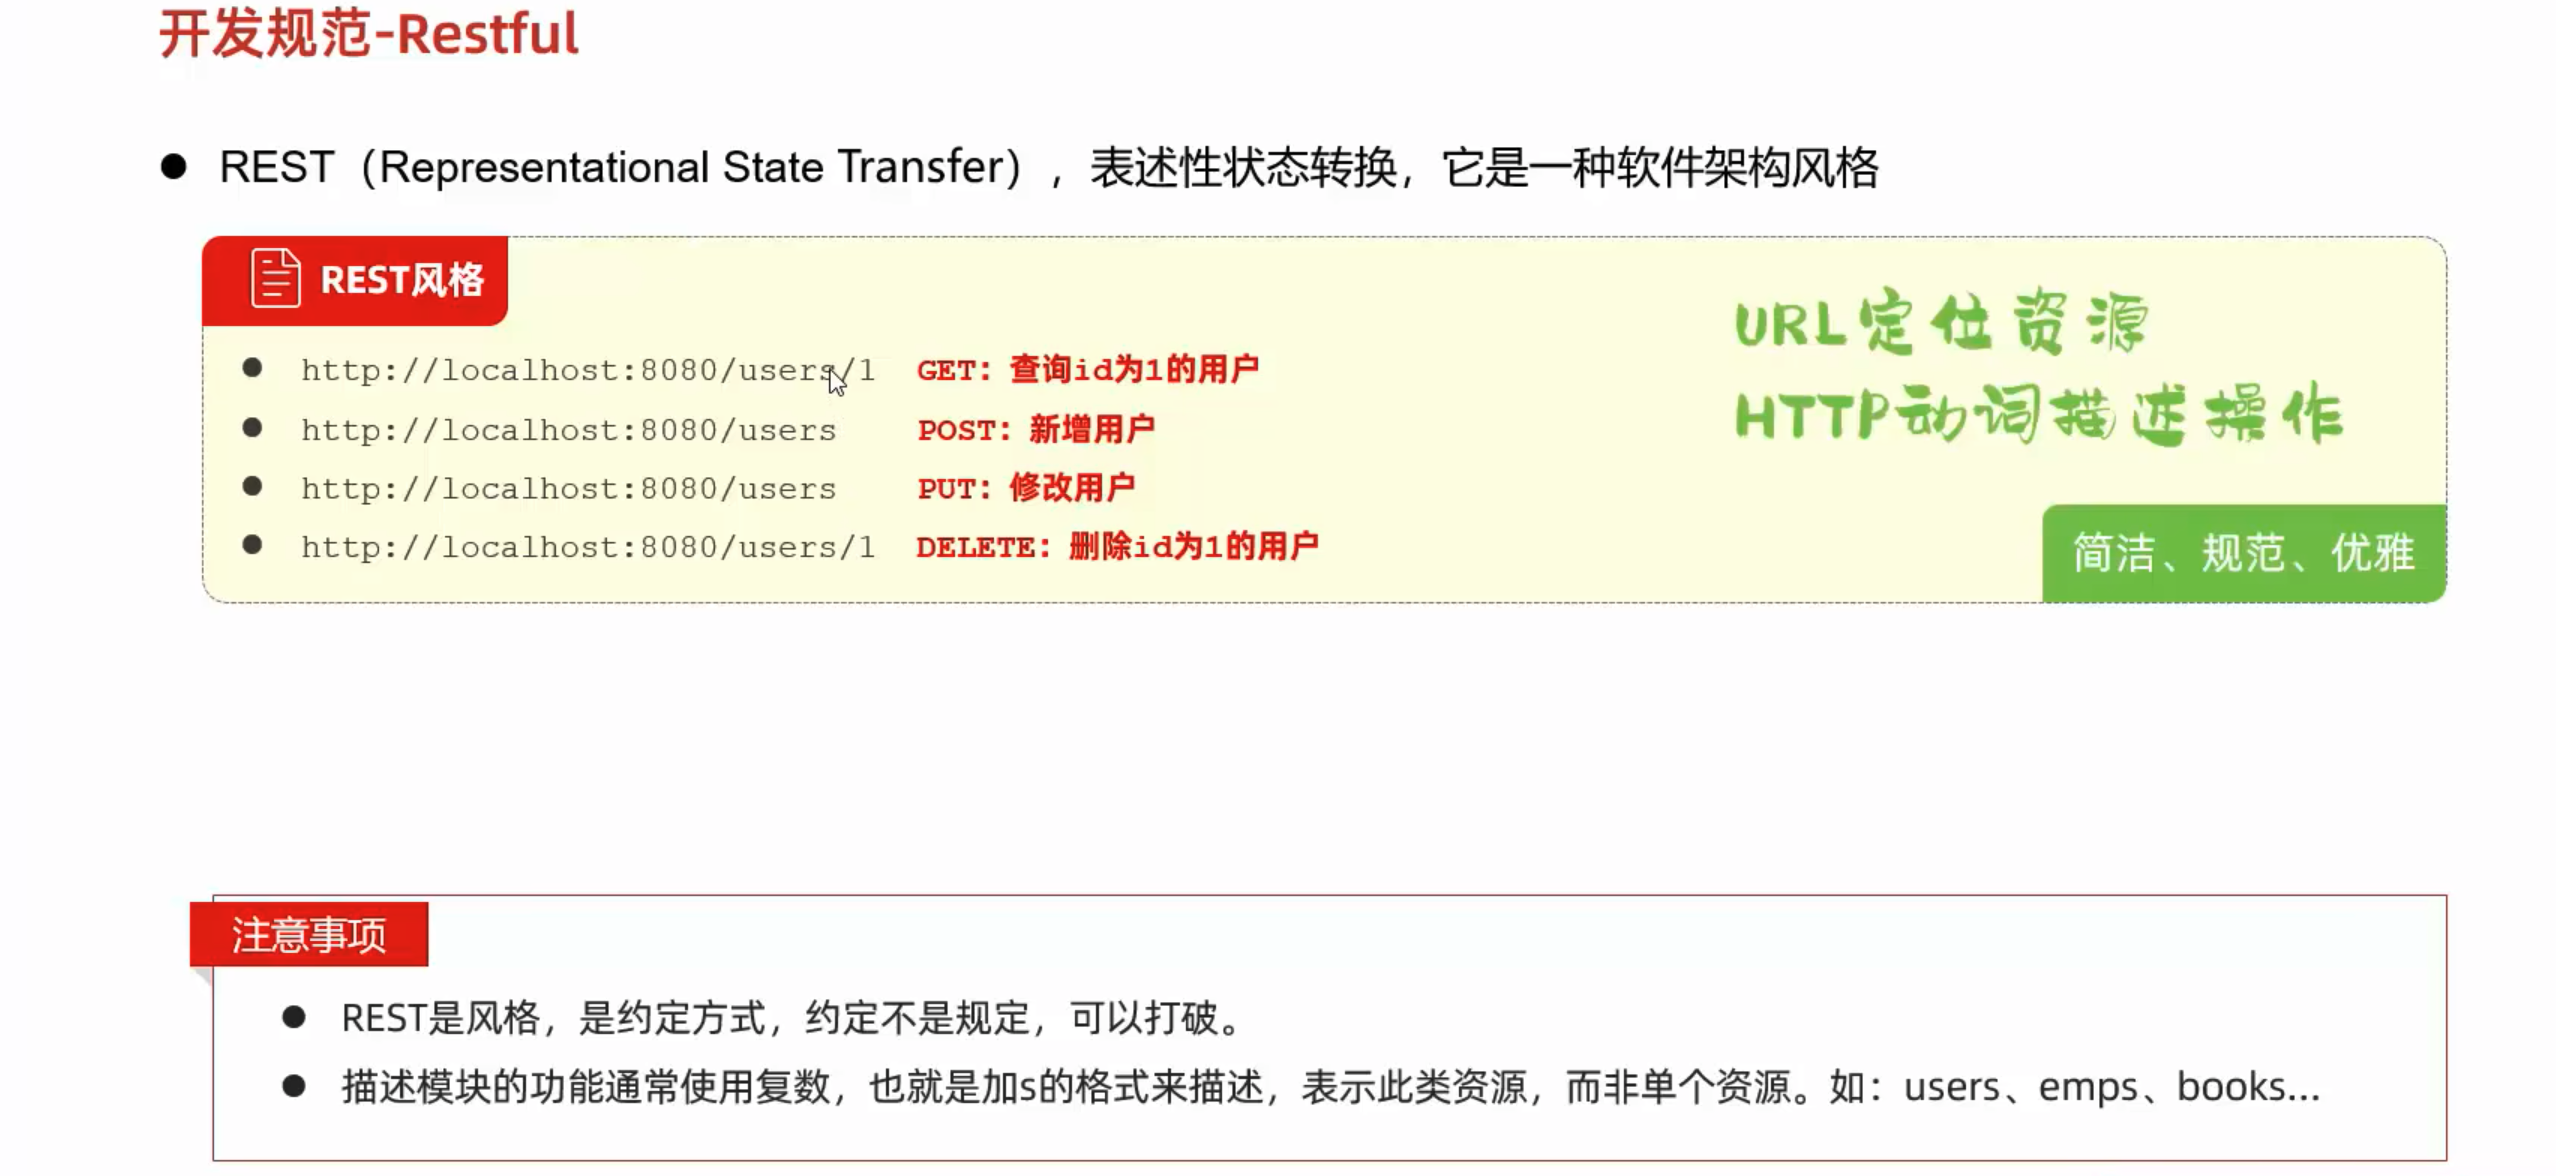 开发规范-Restful
REST（Representational State Transfer），表述性状态转换，它是一种软件架构风格
REST风格
http://localhost:8080/users/1 GET：查询id为1的用户
http://localhost:8080/users POST：新增用户
http://localhost:8080/users PUT：修改用户
http://localhost:8080/users/1 DELETE：删除id为1的用户
URL定位资源
HTTP动词描述操作
简洁、规范、优雅
注意事项
REST是风格，是约定方式，约定不是规定，可以打破。
描述模块的功能通常使用复数，也就是加s的格式来描述，表示此类资源，而非单个资源。如：users、emps、books...